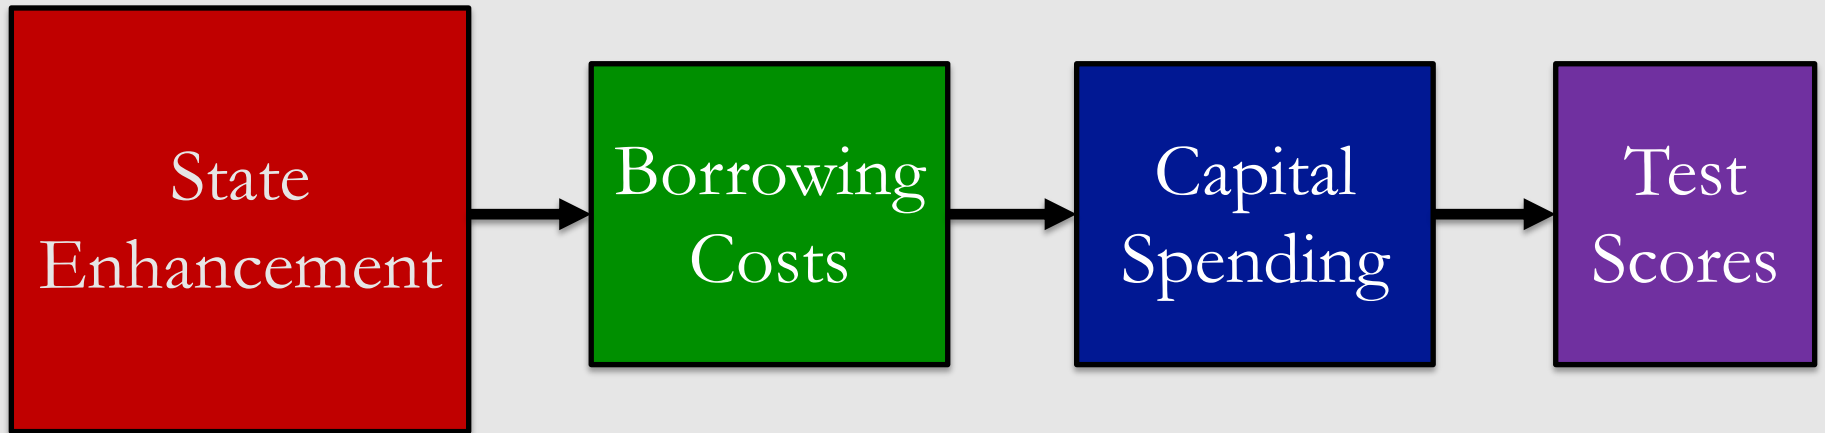 State
Enhancement
Borrowing
Costs
Capital
Spending
Test
Scores